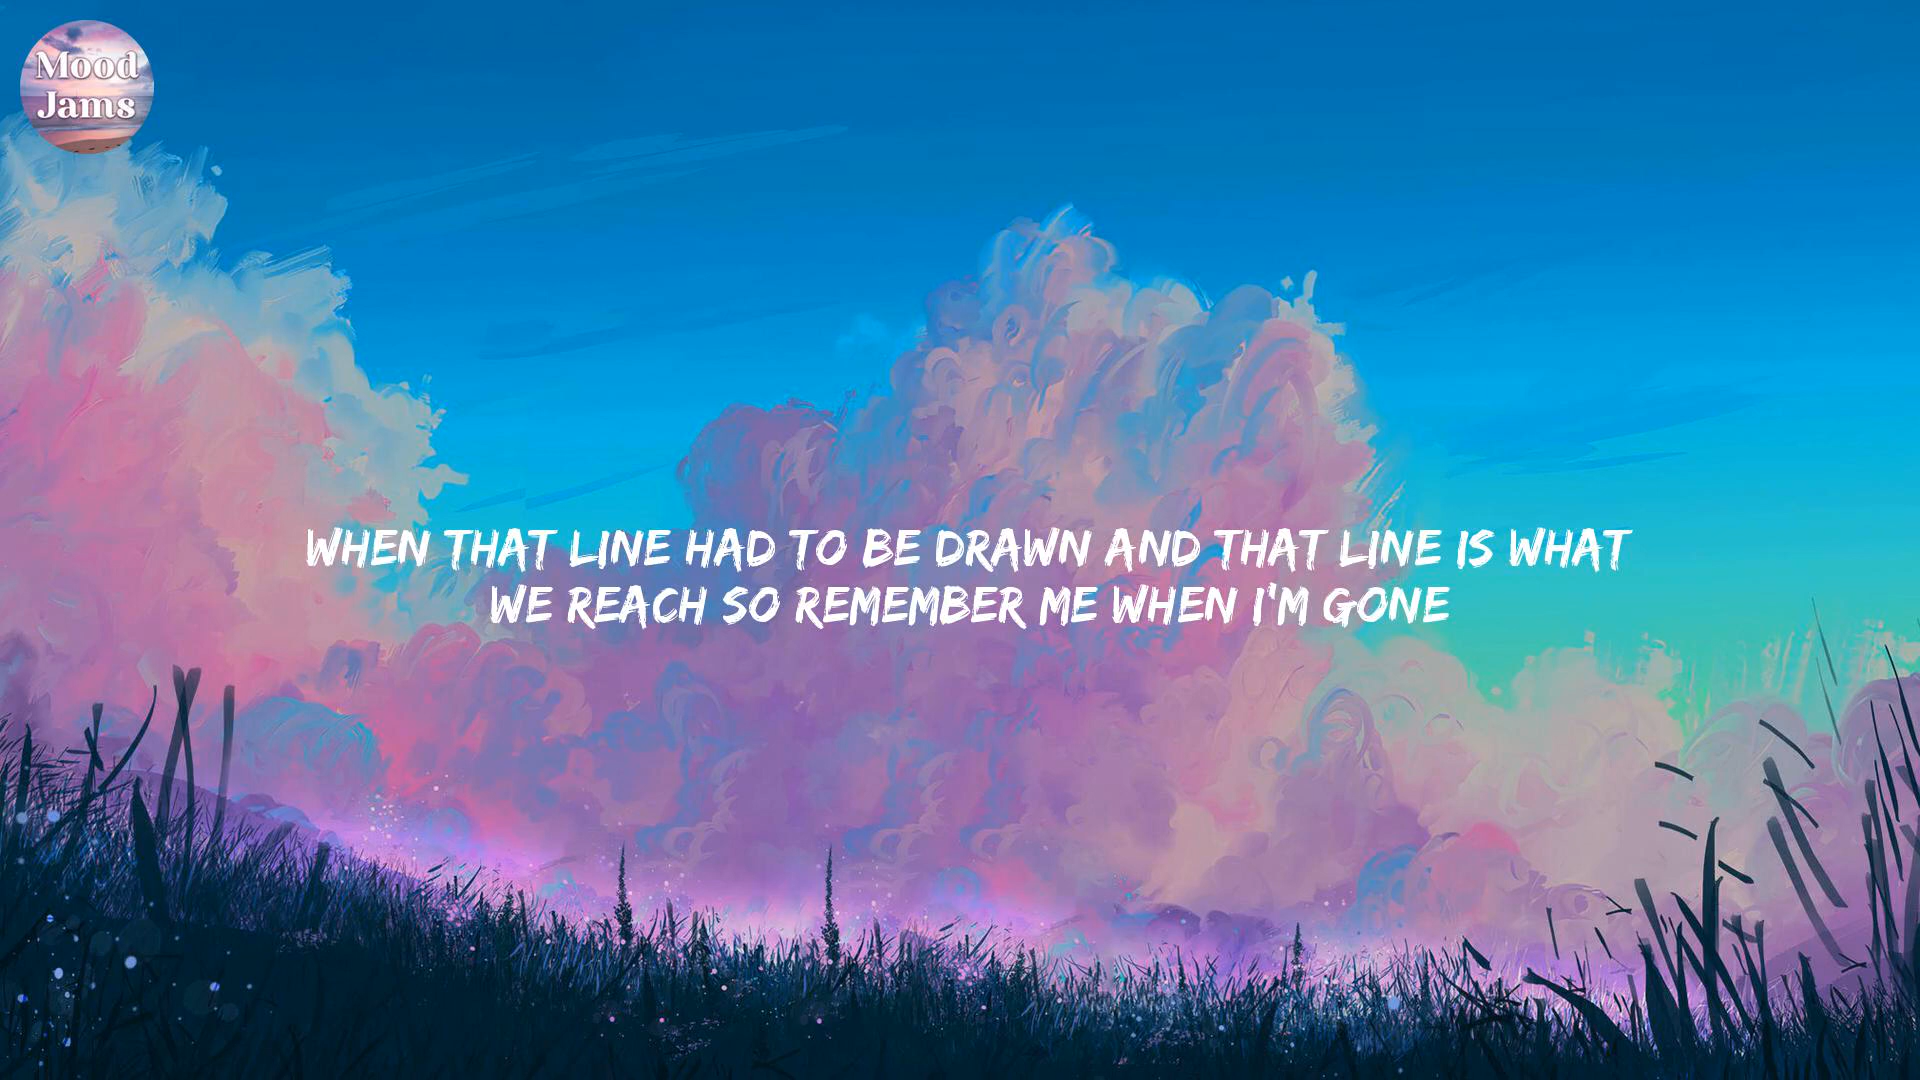 Mood
Jams
WHEN THAT LINE HAD TO BE DRAWN AND THAT LINE IS WHAT
WE REACH SO REMEMBER ME WHEN I'M GONE